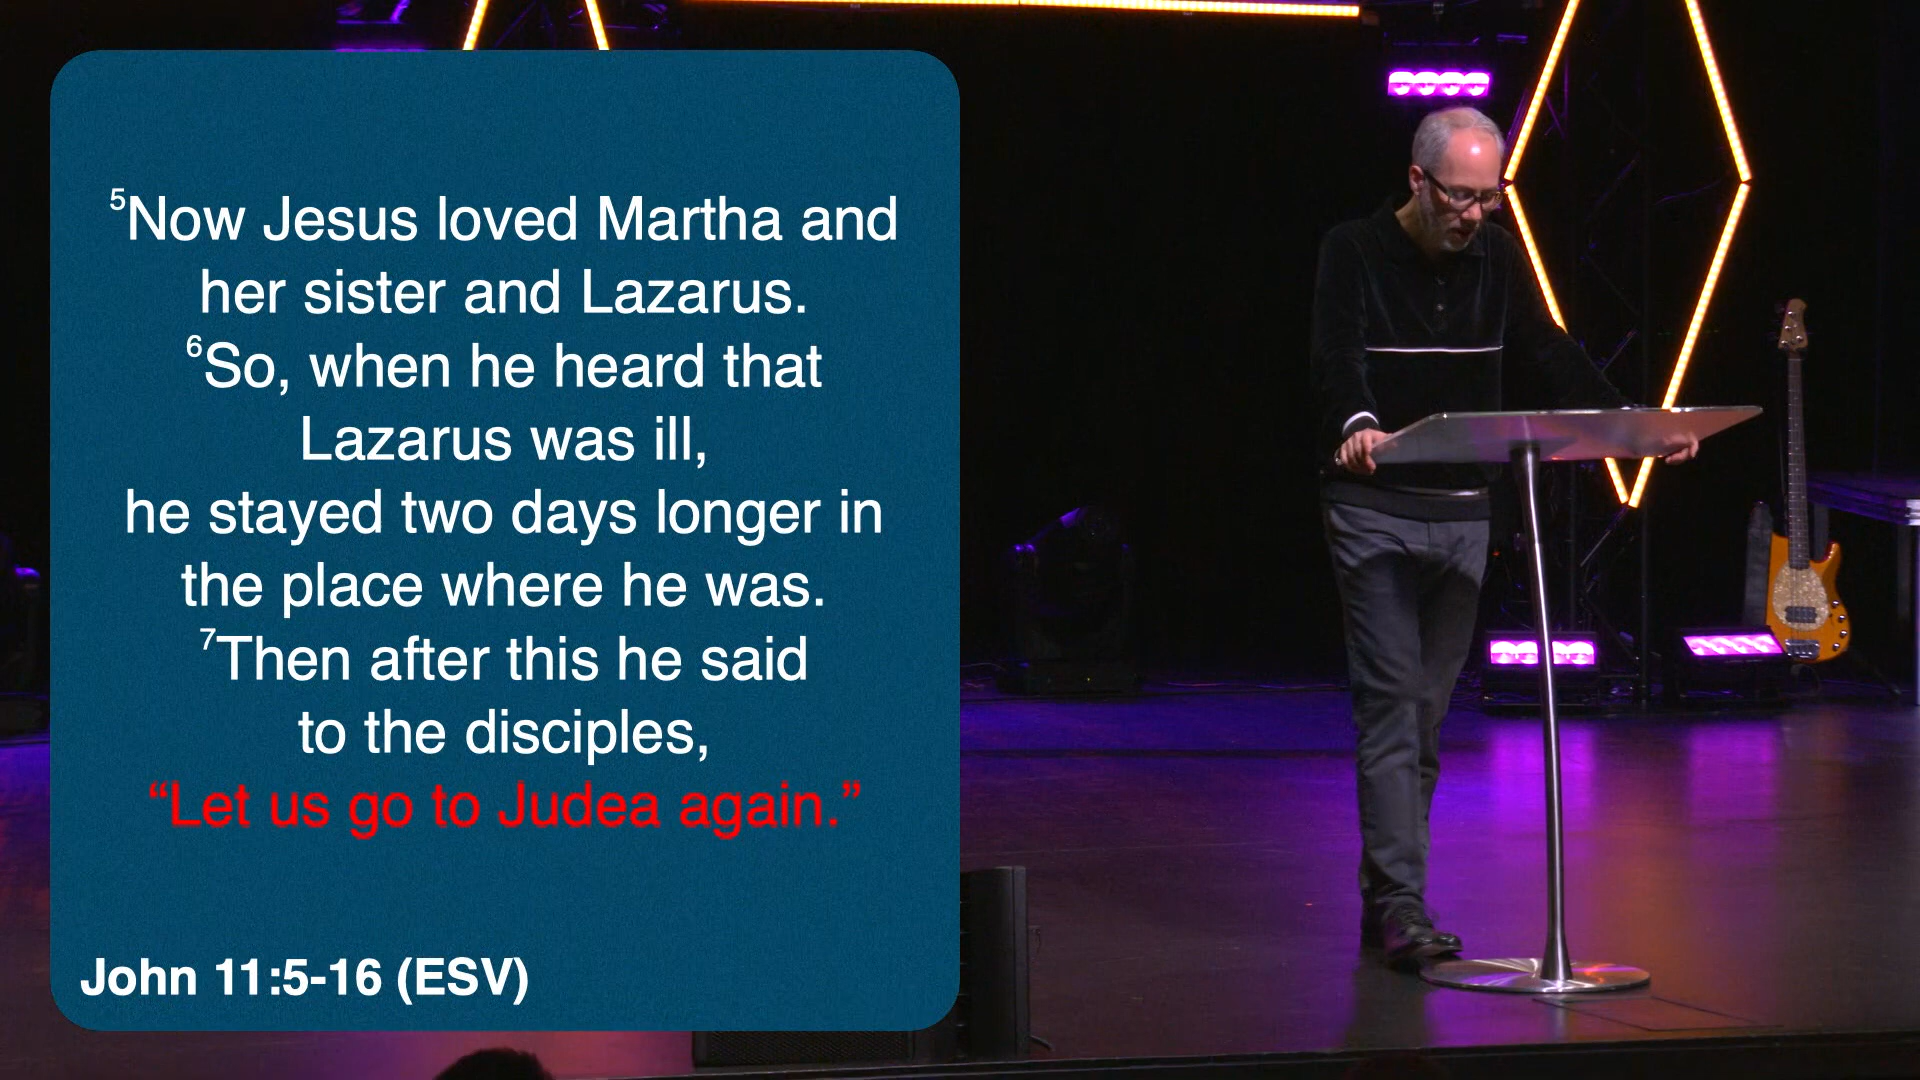 ⁵Now Jesus loved Martha and
her sister and Lazarus.
⁶So, when he heard that
Lazarus was ill,
he stayed two days longer in
the place where he was.
⁷Then after this he said
to the disciples,
“Let us go to Judea again.”
John 11:5-16 (ESV)